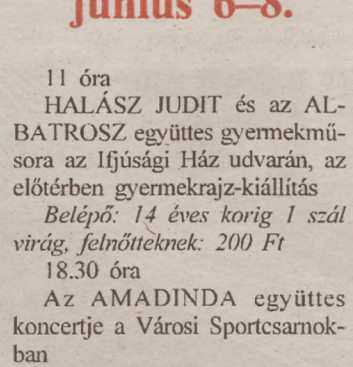 június 6–8.
11 óra
HALÁSZ JUDIT és az AL-
BATROSZ együttes gyermekmű-
sora az Ifjúsági Ház udvarán, az
előtérben gyermekrajz-kiállítás
Belépő: 14 éves korig 1 szál
virág, felnőtteknek: 200 Ft
18.30 óra
Az AMADINDA együttes
koncertje a Városi Sportcsarnok-
ban